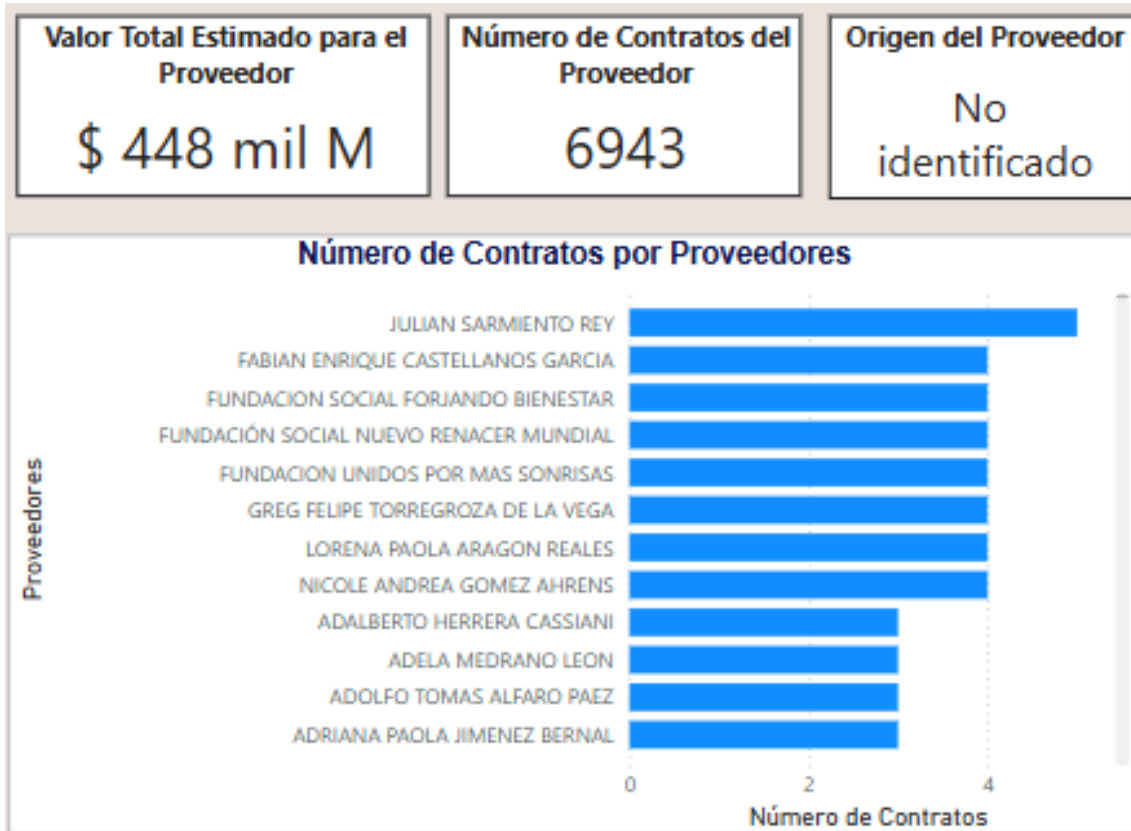 Valor Total Estimado para el
Proveedor
$ 448 mil M
Número de Contratos del
Proveedor
6943
Origen del Proveedor
No
identificado
Número de Contratos por Proveedores
Proveedores
JULIAN SARMIENTO REY
FABIAN ENRIQUE CASTELLANOS GARCIA
FUNDACION SOCIAL FORJANDO BIENESTAR
FUNDACIÓN SOCIAL NUEVO RENACER MUNDIAL
FUNDACION UNIDOS POR MAS SONRISAS
GREG FELIPE TORREGROZA DE LA VEGA
LORENA PAOLA ARAGON REALES
NICOLE ANDREA GOMEZ AHRENS
ADALBERTO HERRERA CASSIANI
ADELA MEDRANO LEON
ADOLFO TOMAS ALFARO PAEZ
ADRIANA PAOLA JIMENEZ BERNAL
0 2 4
Número de Contratos